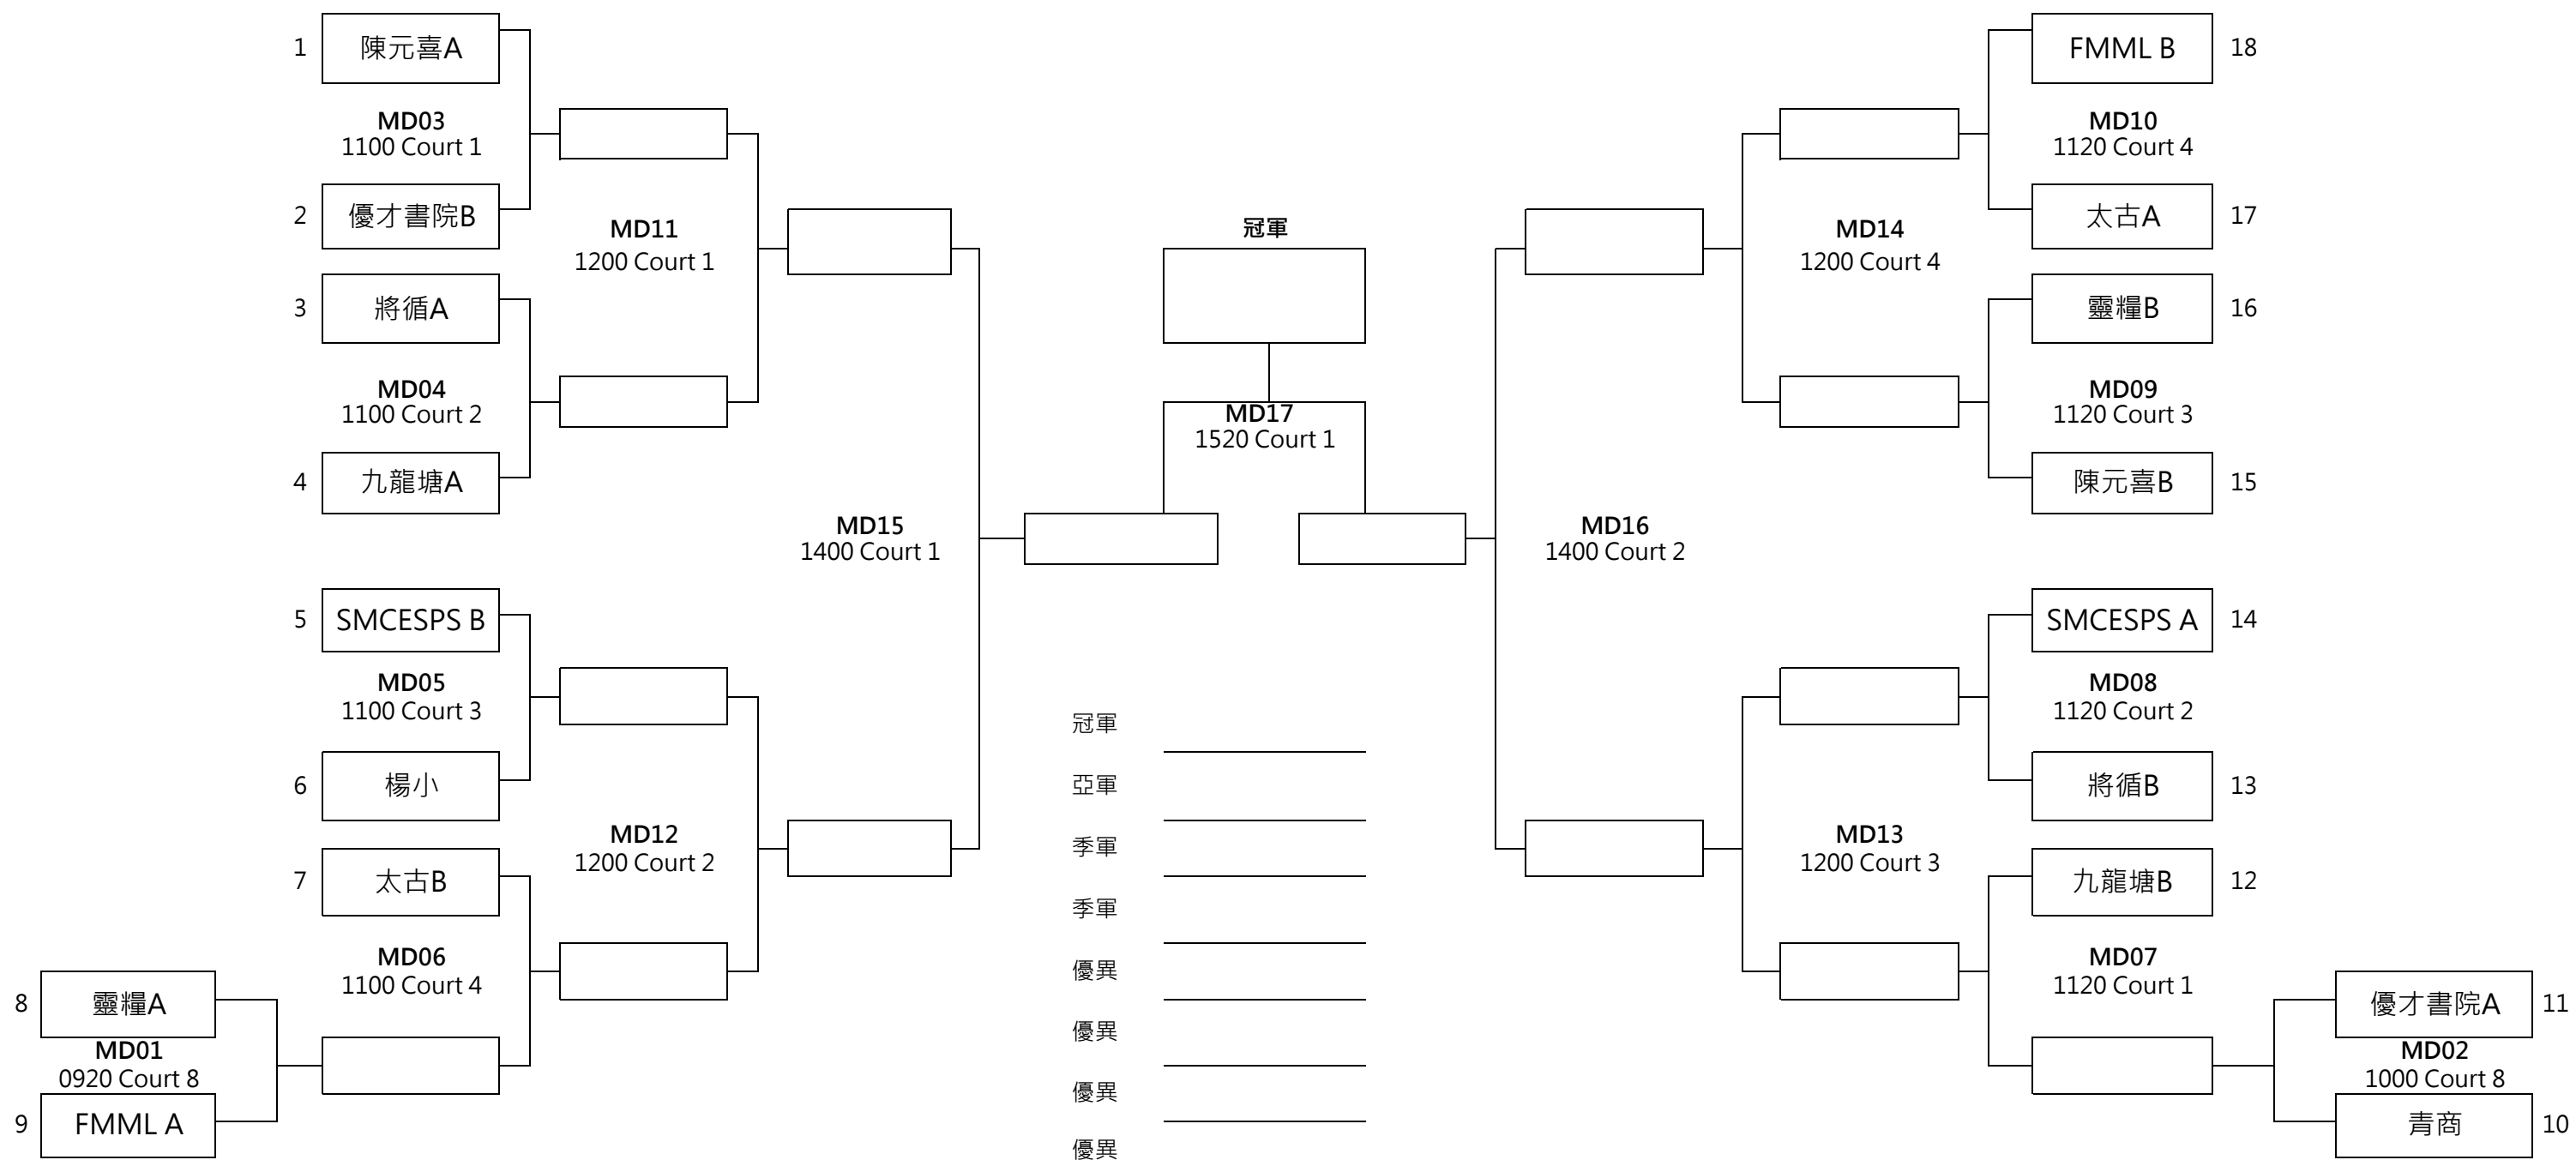 1
陳元喜A
MD03
1100 Court 1
2
優才書院B
MD11
1200 Court 1
3
將循A
MD04
1100 Court 2
4
九龍塘A
MD15
1400 Court 1
5
SMCESPS B
MD05
1100 Court 3
6
楊小
MD12
1200 Court 2
7
太古B
MD06
1100 Court 4
8
靈糧A
MD01
0920 Court 8
9
FMML A
冠軍
MD17
1520 Court 1
冠軍
亞軍
季軍
季軍
優異
優異
優異
優異
FMML B
18
MD10
1120 Court 4
太古A
17
MD14
1200 Court 4
靈糧B
16
MD09
1120 Court 3
陳元喜B
15
MD16
1400 Court 2
SMCESPS A
14
MD08
1120 Court 2
將循B
13
MD13
1200 Court 3
九龍塘B
12
MD07
1120 Court 1
優才書院A
11
MD02
1000 Court 8
青商
10